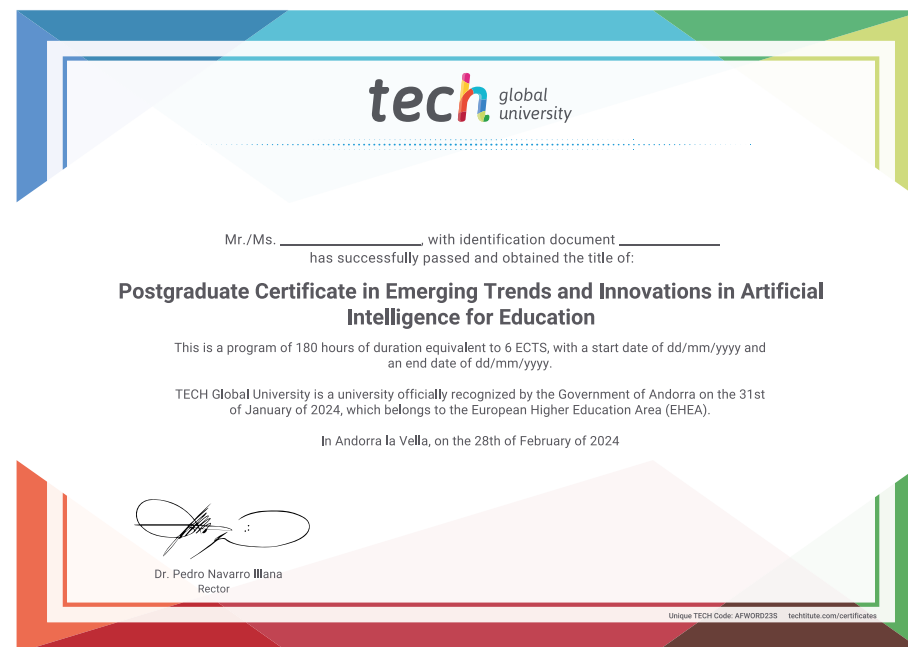 tech global
university
Mr./Ms. ____________________, with identification document ______________
has successfully passed and obtained the title of:
Postgraduate Certificate in Emerging Trends and Innovations in Artificial
Intelligence for Education
This is a program of 180 hours of duration equivalent to 6 ECTS, with a start date of dd/mm/yyyy and
an end date of dd/mm/yyyy.
TECH Global University is a university officially recognized by the Government of Andorra on the 31st
of January of 2024, which belongs to the European Higher Education Area (EHEA).
In Andorra la Vella, on the 28th of February of 2024
Dr. Pedro Navarro Illana
Rector
Unique TECH Code: AFWORD23S techtitute.com/certificates